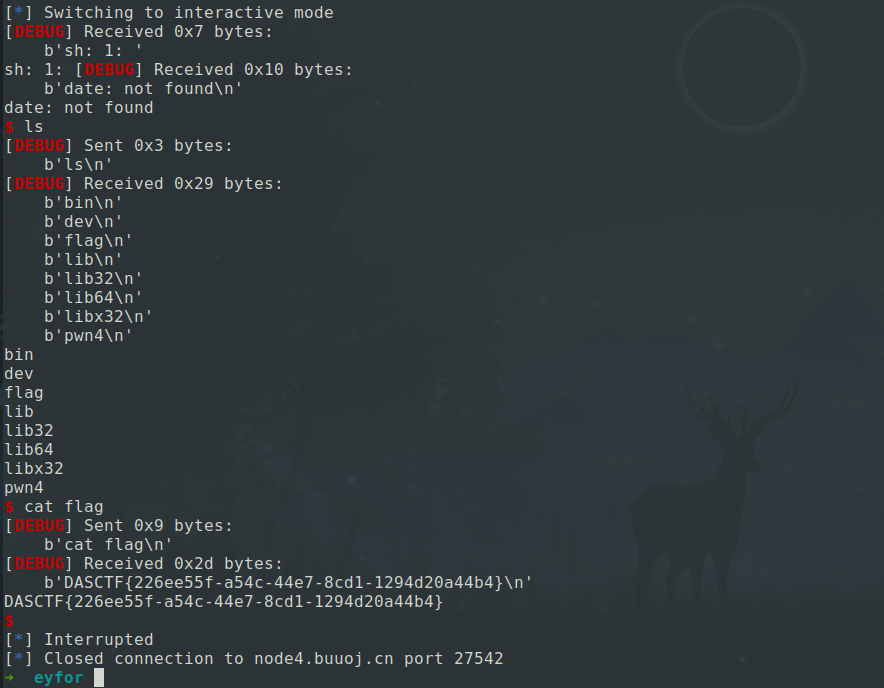 [*] Switching to interactive mode
[DEBUG] Received 0x7 bytes:
    b'sh: 1: '
sh: 1: [DEBUG] Received 0x10 bytes:
    b'date: not found\n'
date: not found
$ ls
[DEBUG] Sent 0x3 bytes:
    b'ls\n'
[DEBUG] Received 0x29 bytes:
    b'bin\n'
    b'dev\n'
    b'flag\n'
    b'lib\n'
    b'lib32\n'
    b'lib64\n'
    b'libx32\n'
    b'pwn4\n'
bin
dev
flag
lib
lib32
lib64
libx32
pwn4
$ cat flag
[DEBUG] Sent 0x9 bytes:
    b'cat flag\n'
[DEBUG] Received 0x2d bytes:
    b'DASCTF{226ee55f-a54c-44e7-8cd1-1294d20a44b4}\n'
DASCTF{226ee55f-a54c-44e7-8cd1-1294d20a44b4}
$
[*] Interrupted
[*] Closed connection to node4.buuoj.cn port 27542
→  eyfor